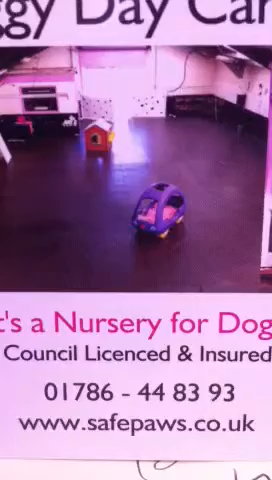 ggy Day Car
t's a Nursery for Dog
Council Licenced & Insured
01786 - 44 83 93
www.safepaws.co.uk